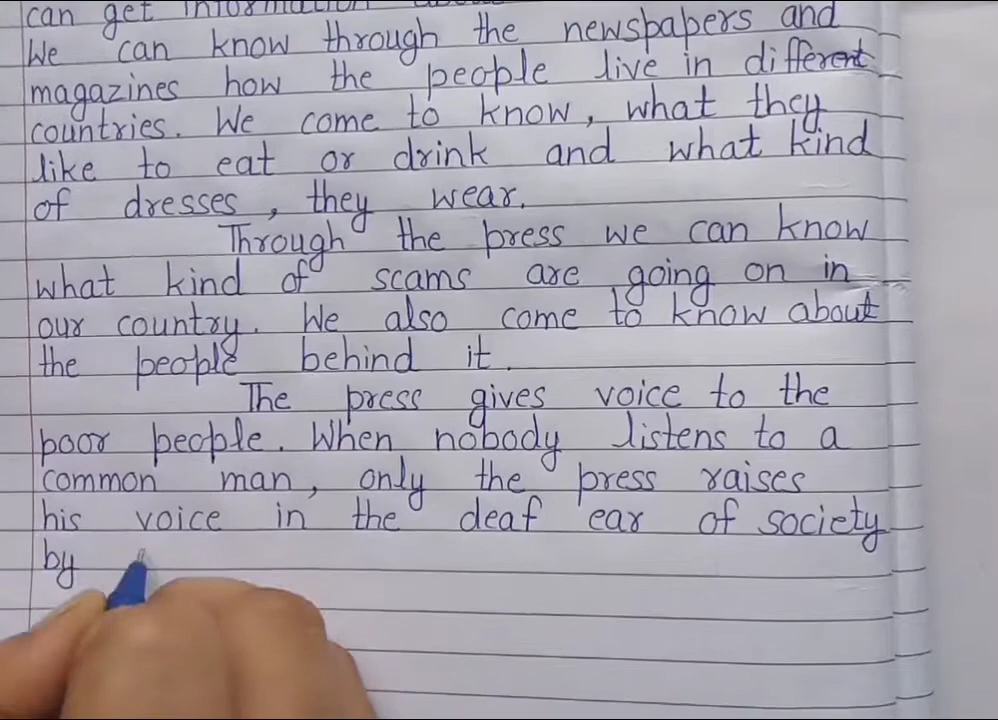 can get information about
We can know through the newspapers and
magazines how the people live in different
countries. We come to know, what they
like to eat or drink and what kind
of dresses, they wear.
Through the press we can know
what kind of scams are going on in
our country. We also come to know about
the people behind it.
The press gives voice to the
poor people. When nobody listens to a
common man, only the press raises
his voice in the deaf ear of society
by